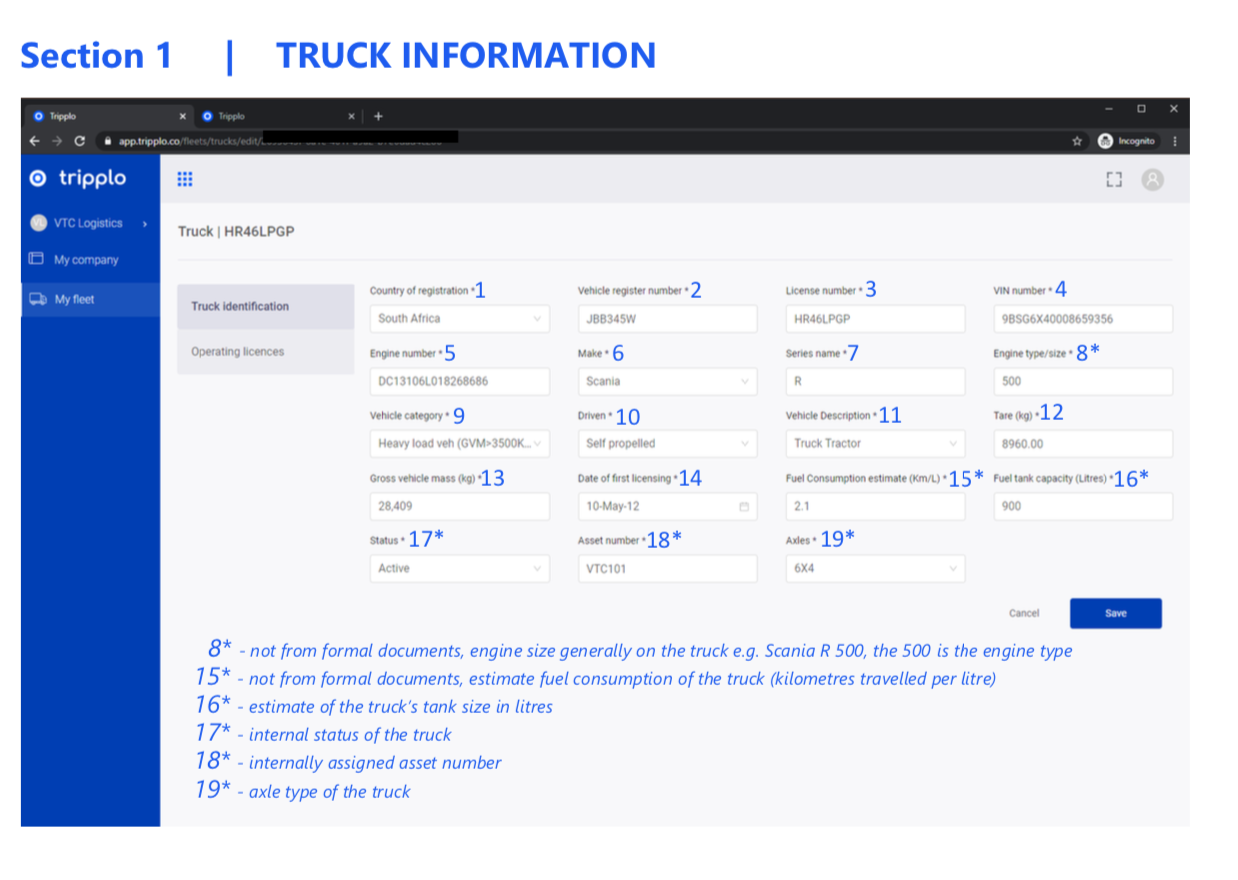 Section 1 | TRUCK INFORMATION
Tripplo
Tripplo
app.tripplo.co/fleets/trucks/edit/
Incognito
tripplo
VTC Logistics
My company
My fleet
Truck | HR46LPGP
Truck identification
Operating licences
Country of registration * 1
Vehicle register number * 2
License number * 3
VIN number * 4
South Africa
JBB345W
HR46LPGP
9BSG6X40008659356
Engine number * 5
Make * 6
Series name * 7
Engine type/size * 8*
DC13106L018268686
Scania
R
500
Vehicle category * 9
Driven * 10
Vehicle Description * 11
Tare (kg) * 12
Heavy load veh (GVM>3500K...
Self propelled
Truck Tractor
8960.00
Gross vehicle mass (kg) * 13
Date of first licensing * 14
Fuel Consumption estimate (Km/L) * 15*
Fuel tank capacity (Litres) * 16*
28,409
10-May-12
2.1
900
Status * 17*
Asset number * 18*
Axles * 19*
Active
VTC101
6X4
Cancel
Save
8* - not from formal documents, engine size generally on the truck e.g. Scania R 500, the 500 is the engine type
15* - not from formal documents, estimate fuel consumption of the truck (kilometres travelled per litre)
16* - estimate of the truck's tank size in litres
17* - internal status of the truck
18* - internally assigned asset number
19* - axle type of the truck